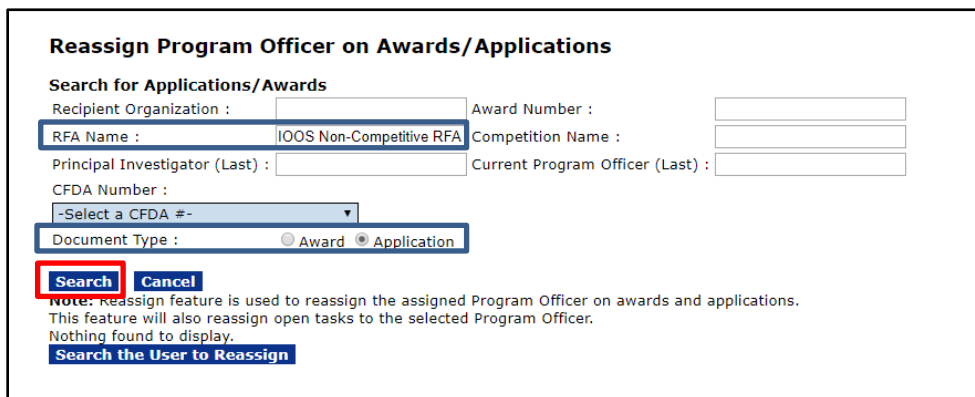 Reassign Program Officer on Awards/Applications
Search for Applications/Awards
Recipient Organization : Award Number :
RFA Name : IOOS Non-Competitive RFA Competition Name :
Principal Investigator (Last) : Current Program Officer (Last) :
CFDA Number :
-Select a CFDA #-
Document Type : Award Application
Search Cancel
Note: Reassign feature is used to reassign the assigned Program Officer on awards and applications.
This feature will also reassign open tasks to the selected Program Officer.
Nothing found to display.
Search the User to Reassign